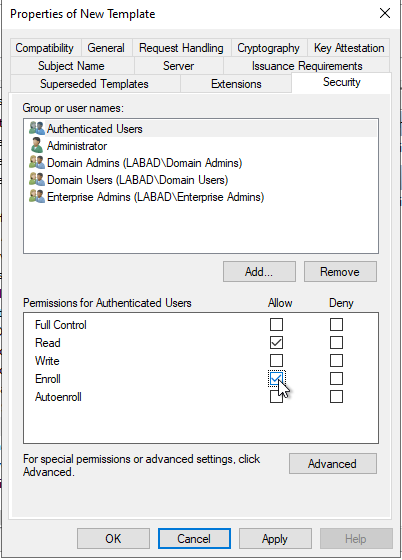 Properties of New Template
Compatibility General Request Handling Cryptography Key Attestation
Subject Name Server Issuance Requirements
Superseded Templates Extensions Security
Group or user names:
Authenticated Users
Administrator
Domain Admins (LABAD\Domain Admins)
Domain Users (LABAD\Domain Users)
Enterprise Admins (LABAD\Enterprise Admins)
Add... Remove
Permissions for Authenticated Users Allow Deny
Full Control
Read
Write
Enroll
Autoenroll
For special permissions or advanced settings, click
Advanced.
Advanced
OK Cancel Apply Help